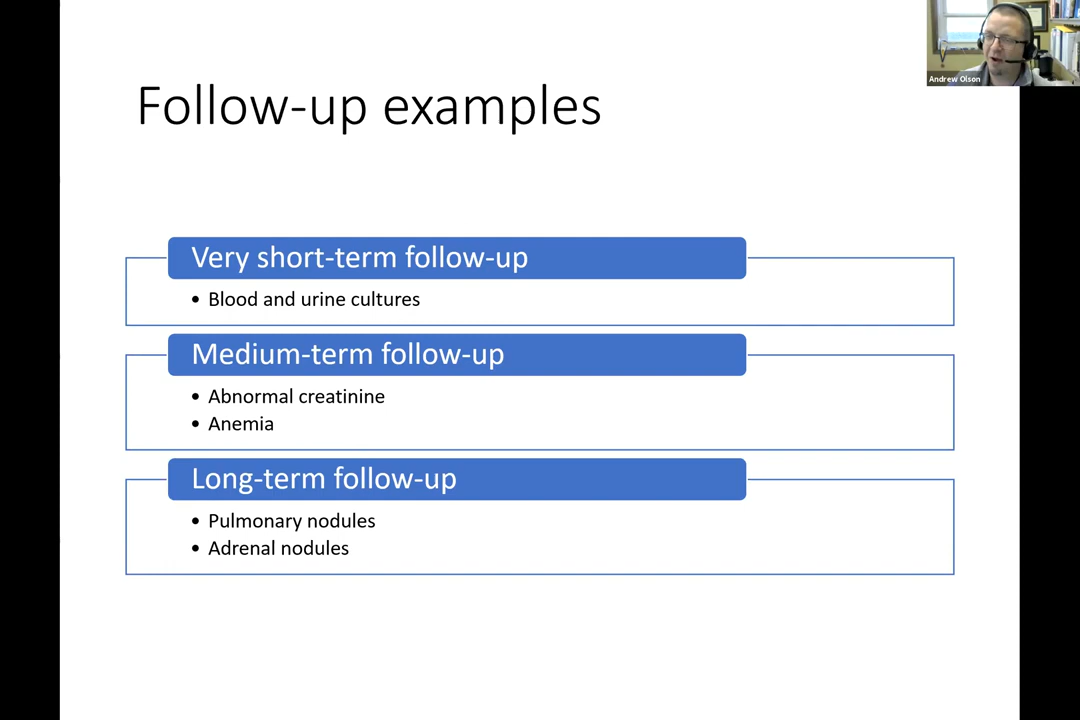 Andrew Olson
Follow-up examples
Very short-term follow-up
• Blood and urine cultures
Medium-term follow-up
• Abnormal creatinine
• Anemia
Long-term follow-up
• Pulmonary nodules
• Adrenal nodules